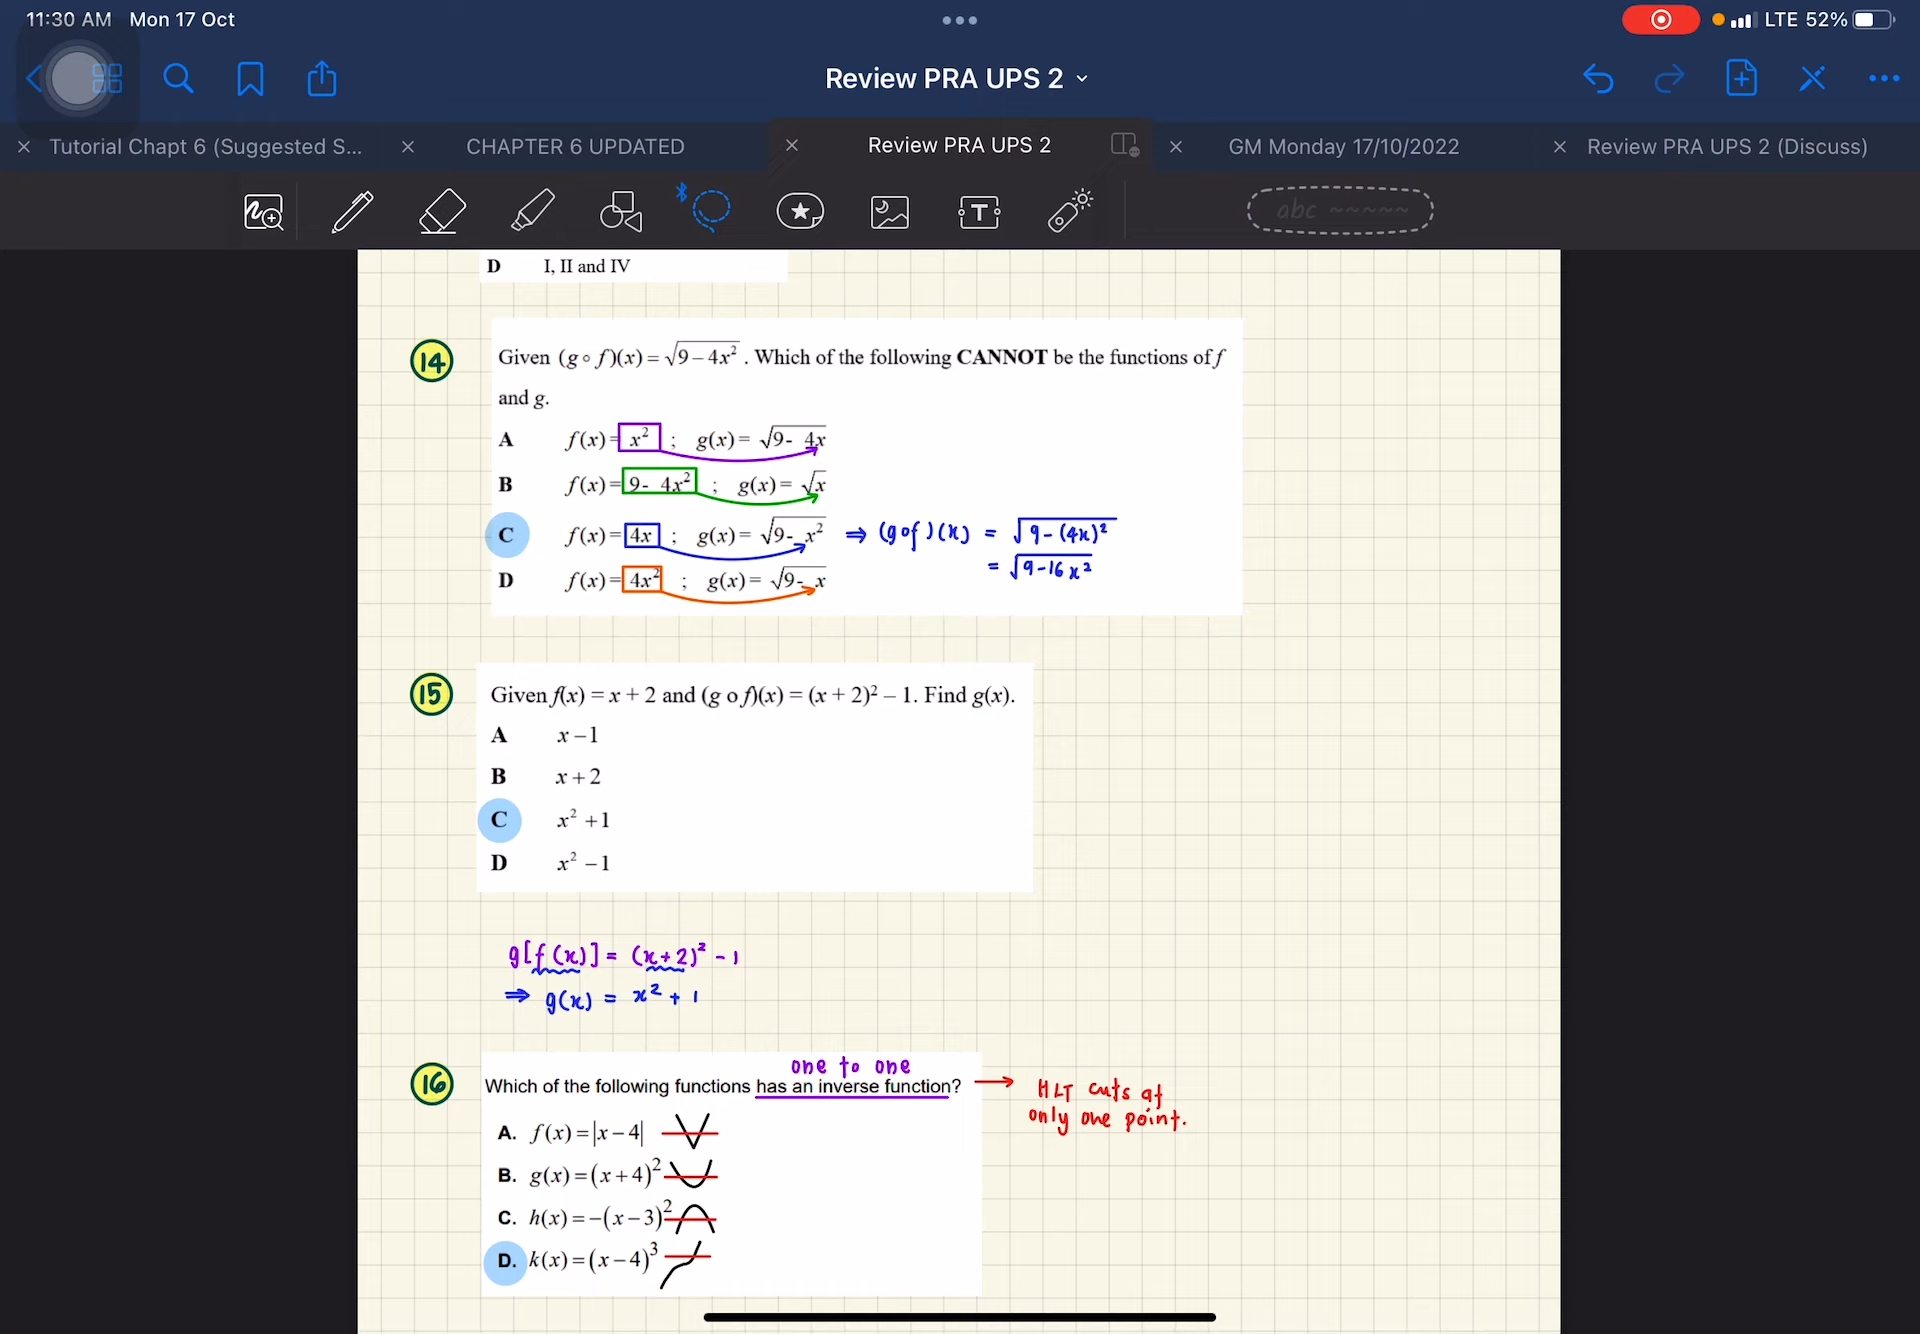 11:30 AM Mon 17 Oct
LTE 52%
Review PRA UPS 2
Tutorial Chapt 6 (Suggested S...
CHAPTER 6 UPDATED
Review PRA UPS 2
GM Monday 17/10/2022
Review PRA UPS 2 (Discuss)
abc
D I, II and IV
14
Given (g∘f)(x) = √(9 – 4x²) . Which of the following CANNOT be the functions of f
and g.
A f(x) = x² ; g(x) = √(9- 4x)
B f(x) = 9- 4x² ; g(x) = √x
C f(x) = 4x ; g(x) = √(9- x²) ⇒ (gof)(x) = √(9-(4x)²)
= √(9-16x²)
D f(x) = 4x² ; g(x) = √(9- x)
15
Given f(x) = x + 2 and (g o f)(x) = (x + 2)² – 1. Find g(x).
A x – 1
B x + 2
C x² + 1
D x² – 1
g[f(x)] = (x+2)² - 1
⇒ g(x) = x² + 1
one to one
16
Which of the following functions has an inverse function? → HLT cuts at
only one point.
A. f(x) = |x – 4|
B. g(x) = (x + 4)²
C. h(x) = –(x – 3)²
D. k(x) = (x – 4)³